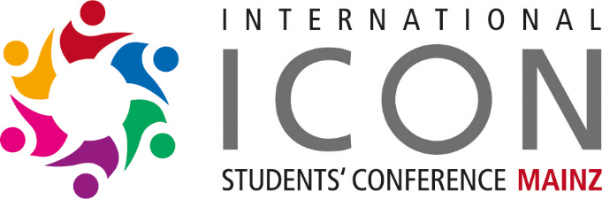 INTERNATIONAL
ICON
STUDENTS' CONFERENCE MAINZ